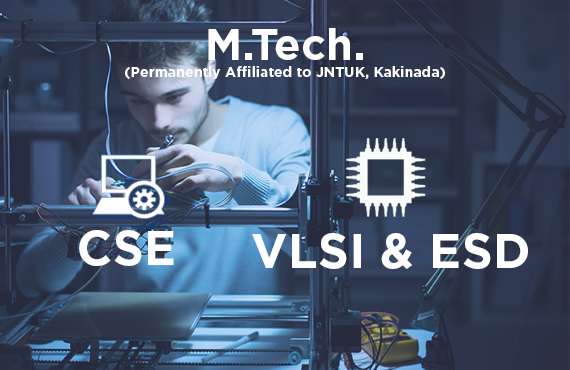 M.Tech.
(Permanently Affiliated to JNTUK, Kakinada)
CSE
VLSI & ESD